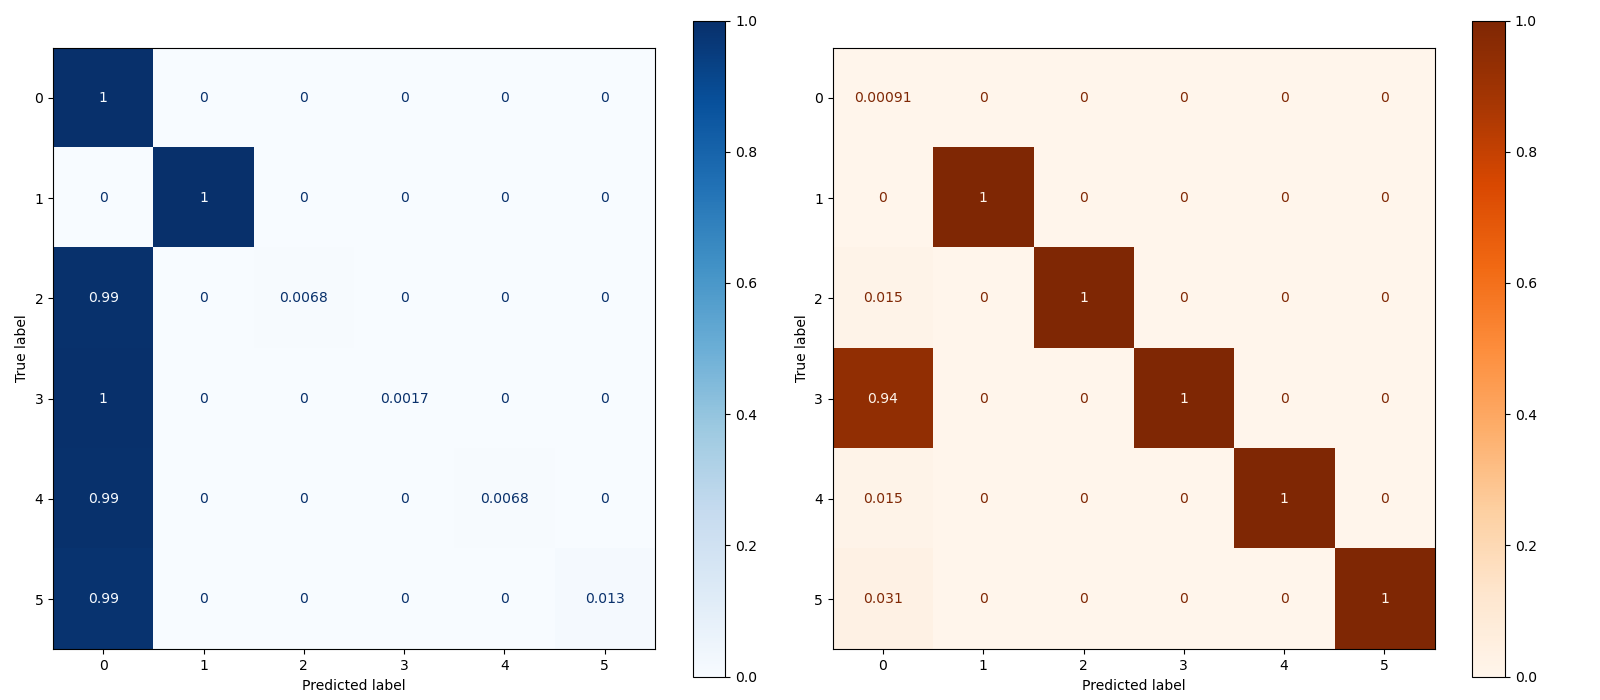 1.0
1.0
0 1 0 0 0 0 0
0 0.00091 0 0 0 0 0
0.8
0.8
1 0 1 0 0 0 0
1 0 1 0 0 0 0
0.6
0.6
2 0.99 0 0.0068 0 0 0
2 0.015 0 1 0 0 0
True label
True label
3 1 0 0 0.0017 0 0
3 0.94 0 0 1 0 0
0.4
0.4
4 0.99 0 0 0 0.0068 0
4 0.015 0 0 0 1 0
0.2
0.2
5 0.99 0 0 0 0 0.013
5 0.031 0 0 0 0 1
0 1 2 3 4 5
0 1 2 3 4 5
0.0
0.0
Predicted label
Predicted label